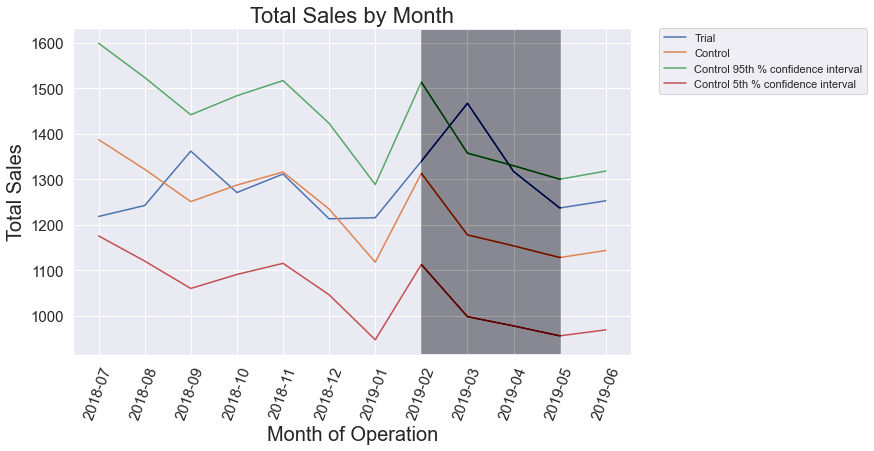 Total Sales by Month
Trial
Control
Control 95th % confidence interval
Control 5th % confidence interval
Total Sales
1600
1500
1400
1300
1200
1100
1000
2018-07
2018-08
2018-09
2018-10
2018-11
2018-12
2019-01
2019-02
2019-03
2019-04
2019-05
2019-06
Month of Operation